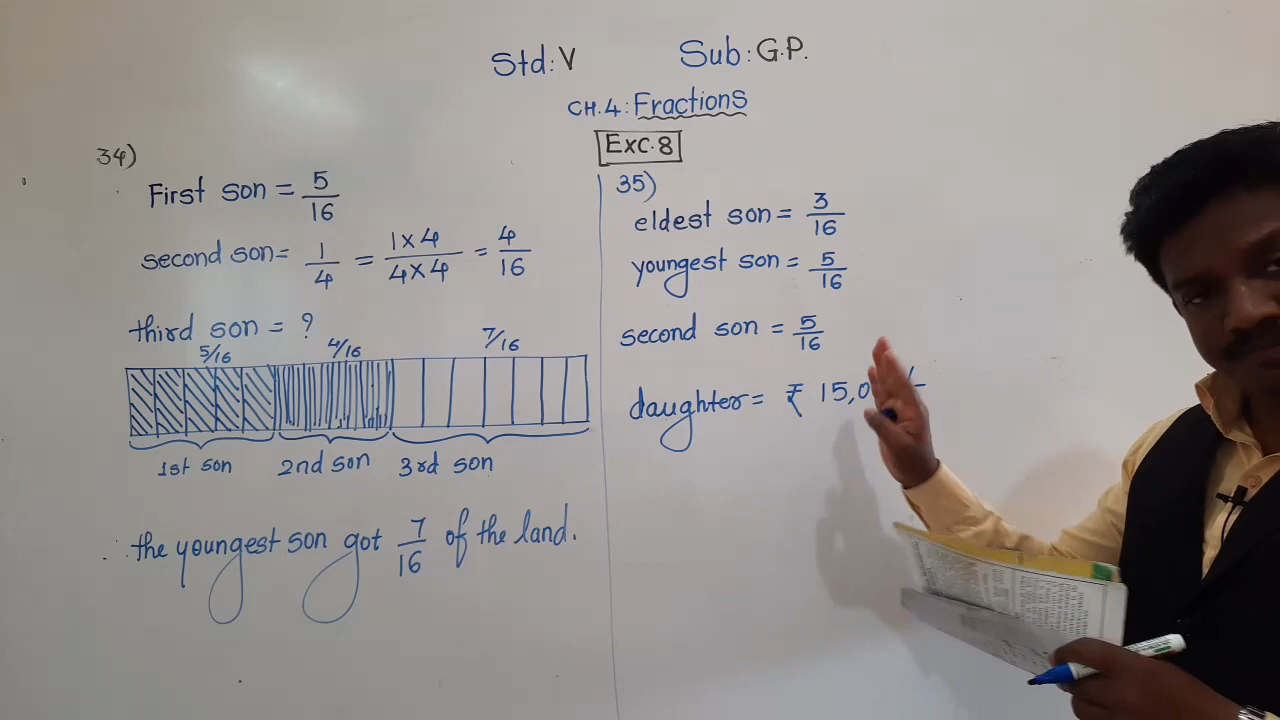 Std: V Sub: G.P.
CH.4: Fractions
Exc.8
34)
First son = 5/16
second son = 1/4 = 1×4/4×4 = 4/16
third son = ?
5/16 4/16 7/16
1st son 2nd son 3rd son
the youngest son got 7/16 of the land.
35)
eldest son = 3/16
youngest son = 5/16
second son = 5/16
daughter = ₹ 15,0